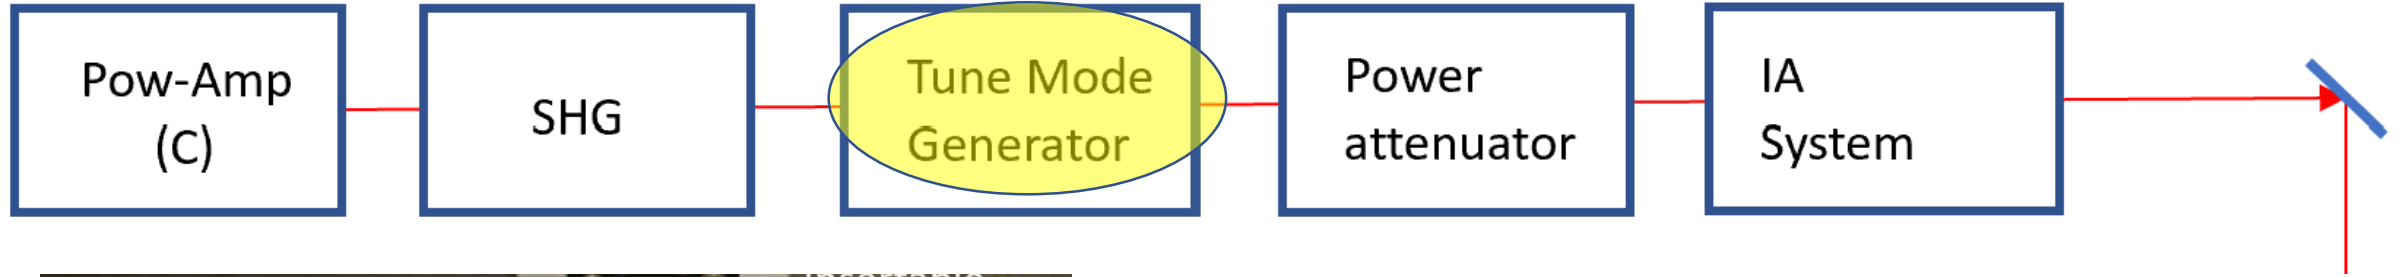 Pow-Amp
(C)
SHG
Tune Mode
Generator
Power
attenuator
IA
System